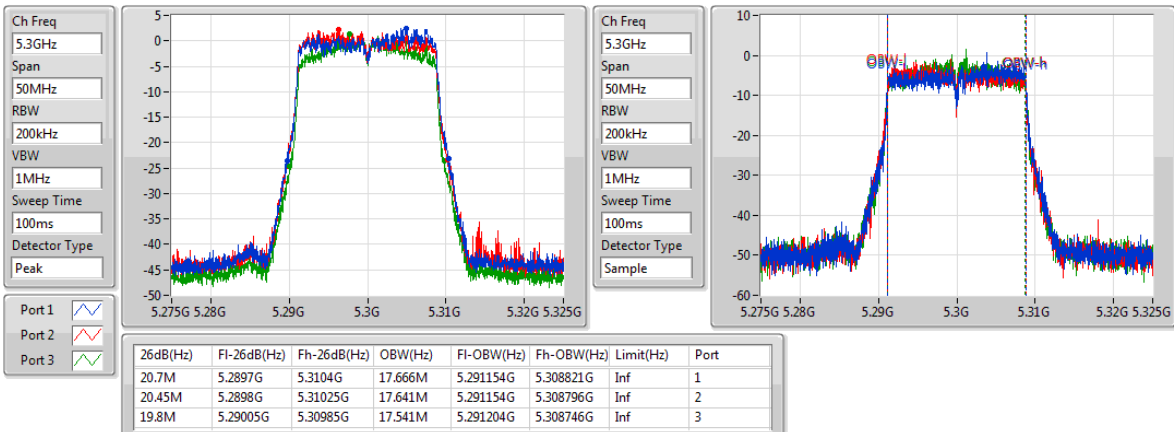 Ch Freq
5.3GHz
Span
50MHz
RBW
200kHz
VBW
1MHz
Sweep Time
100ms
Detector Type
Peak
Port 1
Port 2
Port 3
5
0
-5
-10
-15
-20
-25
-30
-35
-40
-45
-50
5.275G 5.28G 5.29G 5.3G 5.31G 5.32G 5.325G
Ch Freq
5.3GHz
Span
50MHz
RBW
200kHz
VBW
1MHz
Sweep Time
100ms
Detector Type
Sample
10
0
-10
-20
-30
-40
-50
-60
OBW-l OBW-h
5.275G 5.28G 5.29G 5.3G 5.31G 5.32G 5.325G
26dB(Hz) Fl-26dB(Hz) Fh-26dB(Hz) OBW(Hz) Fl-OBW(Hz) Fh-OBW(Hz) Limit(Hz) Port
20.7M 5.2897G 5.3104G 17.666M 5.291154G 5.308821G Inf 1
20.45M 5.2898G 5.31025G 17.641M 5.291154G 5.308796G Inf 2
19.8M 5.29005G 5.30985G 17.541M 5.291204G 5.308746G Inf 3